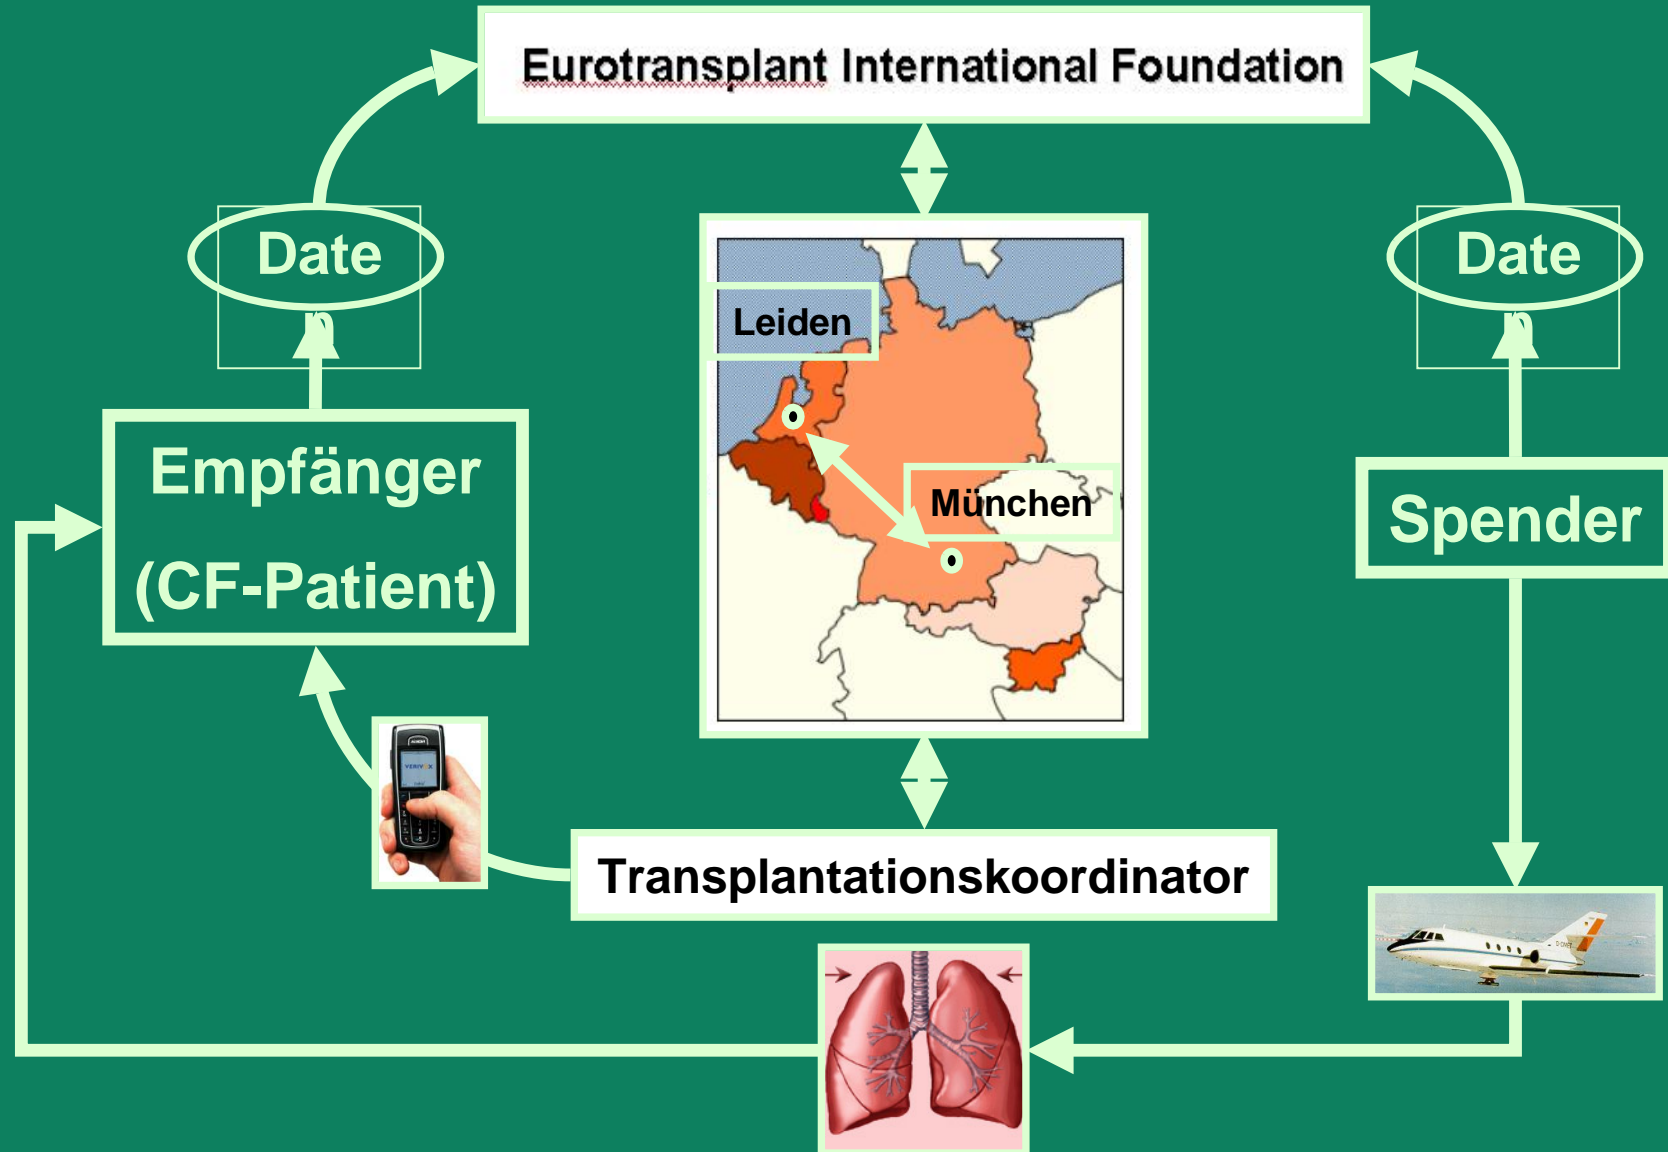 Eurotransplant International Foundation
Date
n
Date
n
Leiden
München
Empfänger
(CF-Patient)
Spender
Transplantationskoordinator